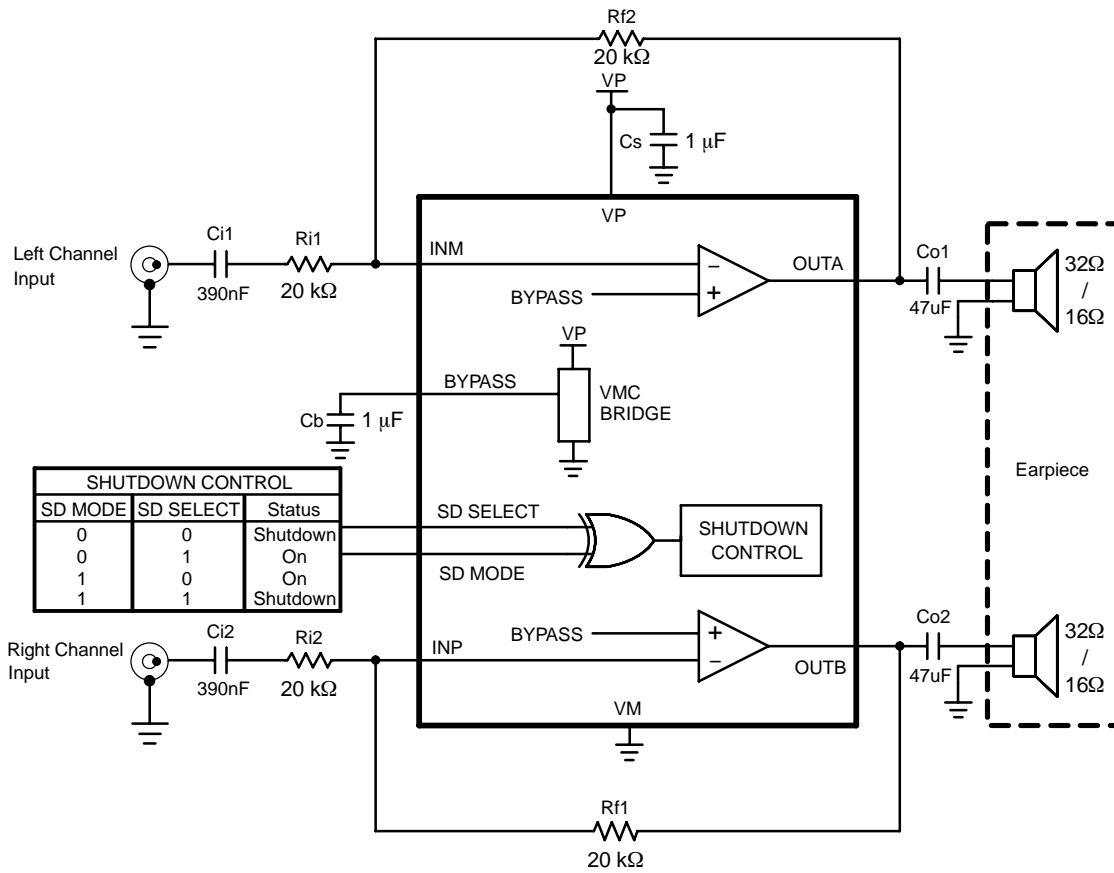 Rf2
20 kΩ
VP
Cs
1 μF
VP
Left Channel
Input
Ci1
390nF
Ri1
20 kΩ
INM
BYPASS
OUTA
Co1
47uF
32Ω
/
16Ω
VP
BYPASS
VMC
BRIDGE
Cb
1 μF
Earpiece
SHUTDOWN CONTROL
SD MODE SD SELECT Status
0 0 Shutdown
0 1 On
1 0 On
1 1 Shutdown
SD SELECT
SD MODE
SHUTDOWN
CONTROL
Right Channel
Input
Ci2
390nF
Ri2
20 kΩ
INP
BYPASS
OUTB
Co2
47uF
32Ω
/
16Ω
VM
Rf1
20 kΩ